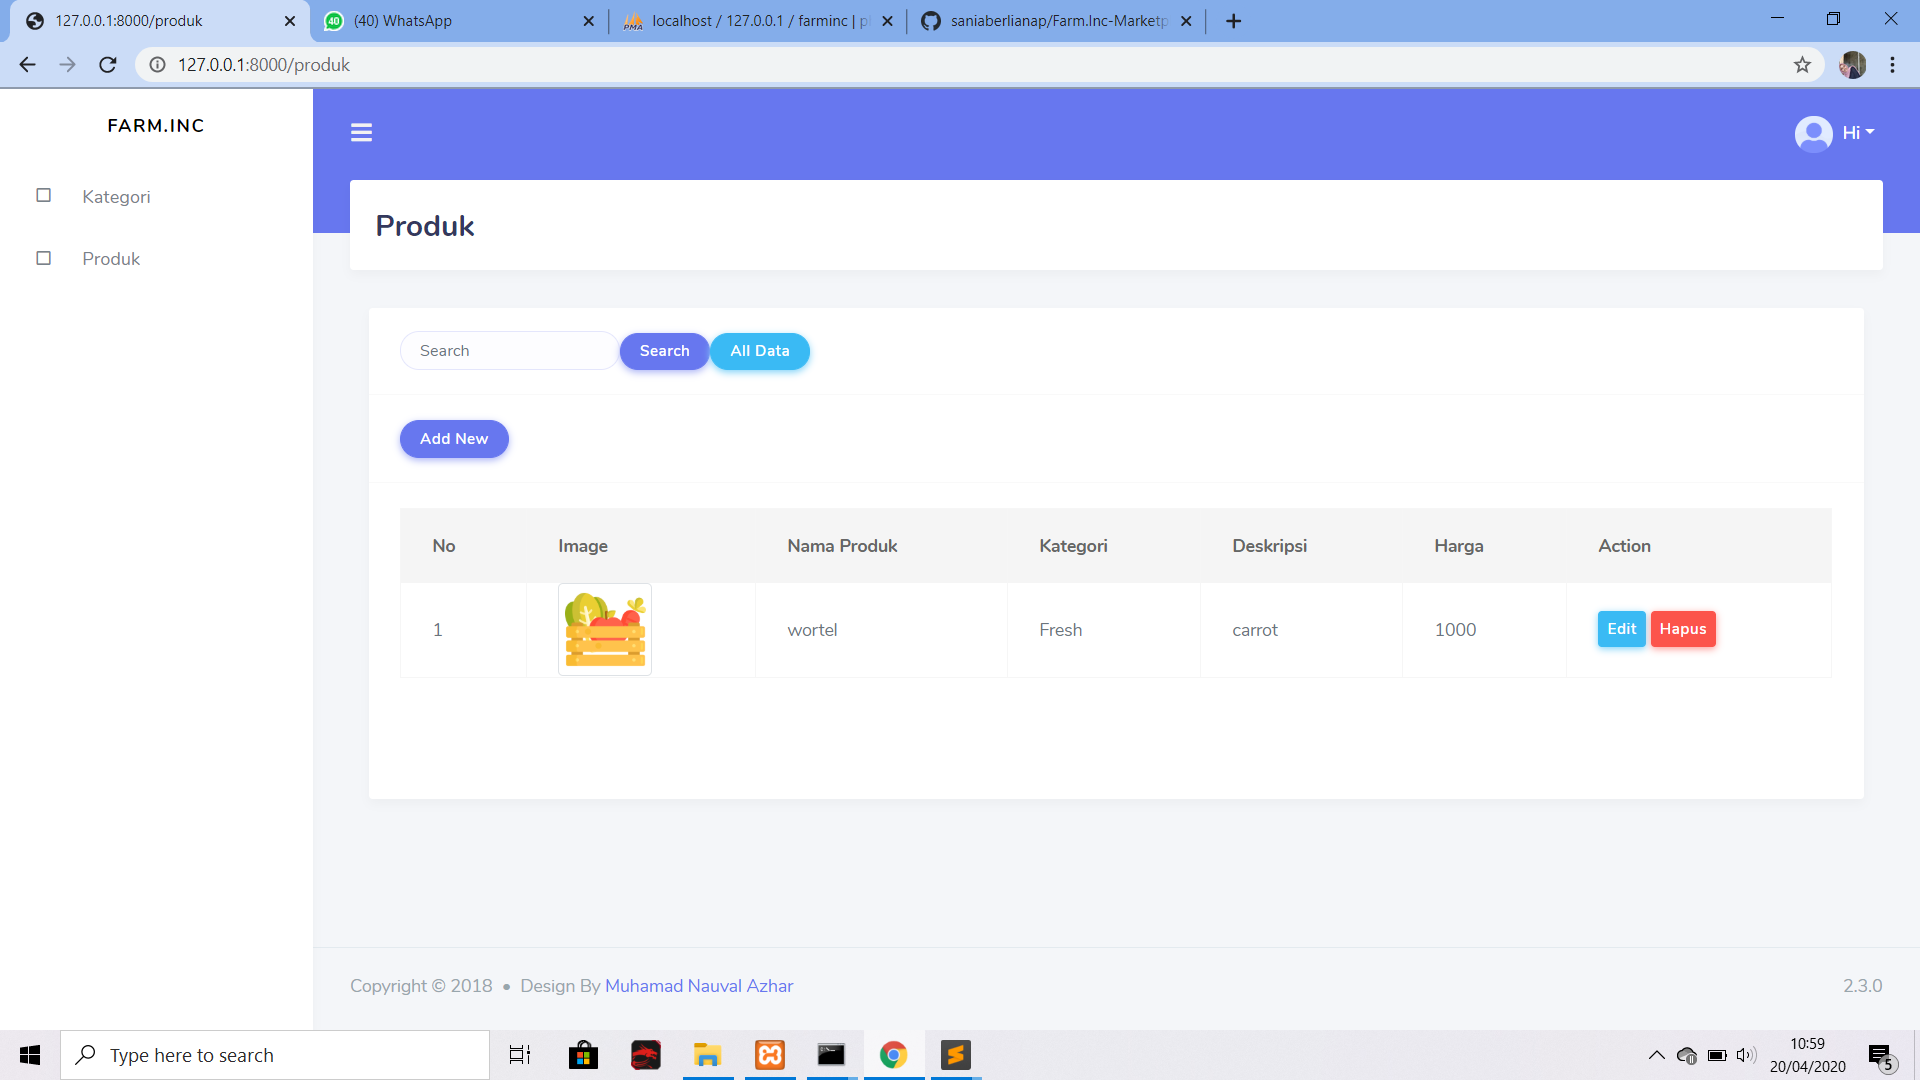 127.0.0.1:8000/produk
(40) WhatsApp
localhost / 127.0.0.1 / farminc |
saniaberlianap/Farm.Inc-Marketp
127.0.0.1:8000/produk
FARM.INC
Hi
Kategori
Produk
Produk
Search Search All Data
Add New
No Image Nama Produk Kategori Deskripsi Harga Action
1 wortel Fresh carrot 1000 Edit Hapus
Copyright © 2018 • Design By Muhamad Nauval Azhar 2.3.0
Type here to search
10:59
20/04/2020
5